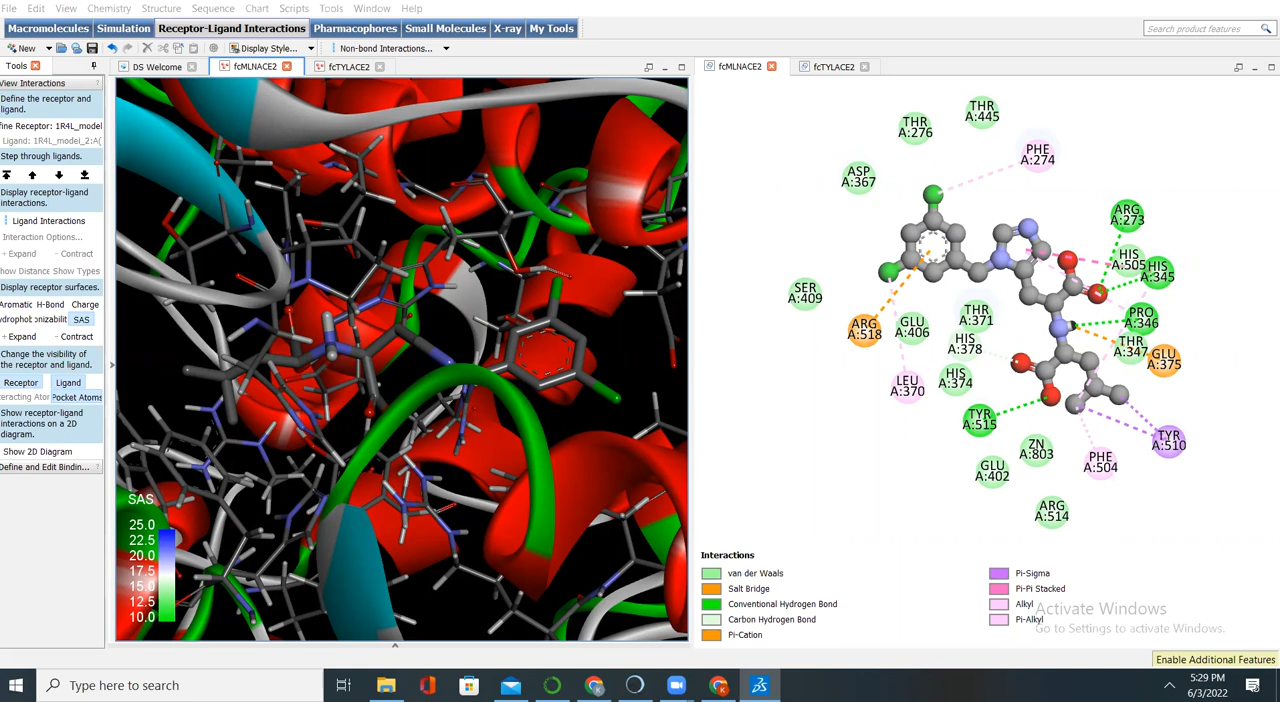 File Edit View Chemistry Structure Sequence Chart Scripts Tools Window Help
Macromolecules Simulation Receptor-Ligand Interactions Pharmacophores Small Molecules X-ray My Tools
Search product features
New Display Style... Non-bond Interactions...
Tools
DS Welcome fcMLNACE2 fcTYLACE2
fcMLNACE2 fcTYLACE2
View Interactions
Define the receptor and
ligand.
fine Receptor: 1R4L_model
Ligand: 1R4L_model_2:A(
Step through ligands.
Display receptor-ligand
interactions.
Ligand Interactions
Interaction Options...
+ Expand - Contract
how Distance Show Types
Display receptor surfaces.
Aromatic H-Bond Charge
ydrophob onizabilit SAS
+ Expand - Contract
Change the visibility of
the receptor and ligand.
Receptor Ligand
teracting Ator Pocket Atoms
Show receptor-ligand
interactions on a 2D
diagram.
Show 2D Diagram
Define and Edit Bindin...
SAS
25.0
22.5
20.0
17.5
15.0
12.5
10.0
THR
A:445
THR
A:276
PHE
A:274
ASP
A:367
ARG
A:273
HIS
A:505
HIS
A:345
SER
A:409
THR
A:371
PRO
A:346
GLU
A:406
ARG
A:518
HIS
A:378
THR
A:347
GLU
A:375
HIS
A:374
LEU
A:370
TYR
A:515
TYR
A:510
ZN
A:803
PHE
A:504
GLU
A:402
ARG
A:514
Interactions
van der Waals
Salt Bridge
Conventional Hydrogen Bond
Carbon Hydrogen Bond
Pi-Cation
Pi-Sigma
Pi-Pi Stacked
Alkyl
Pi-Alkyl
Activate Windows
Go to Settings to activate Windows.
Enable Additional Features
Type here to search
5:29 PM
6/3/2022